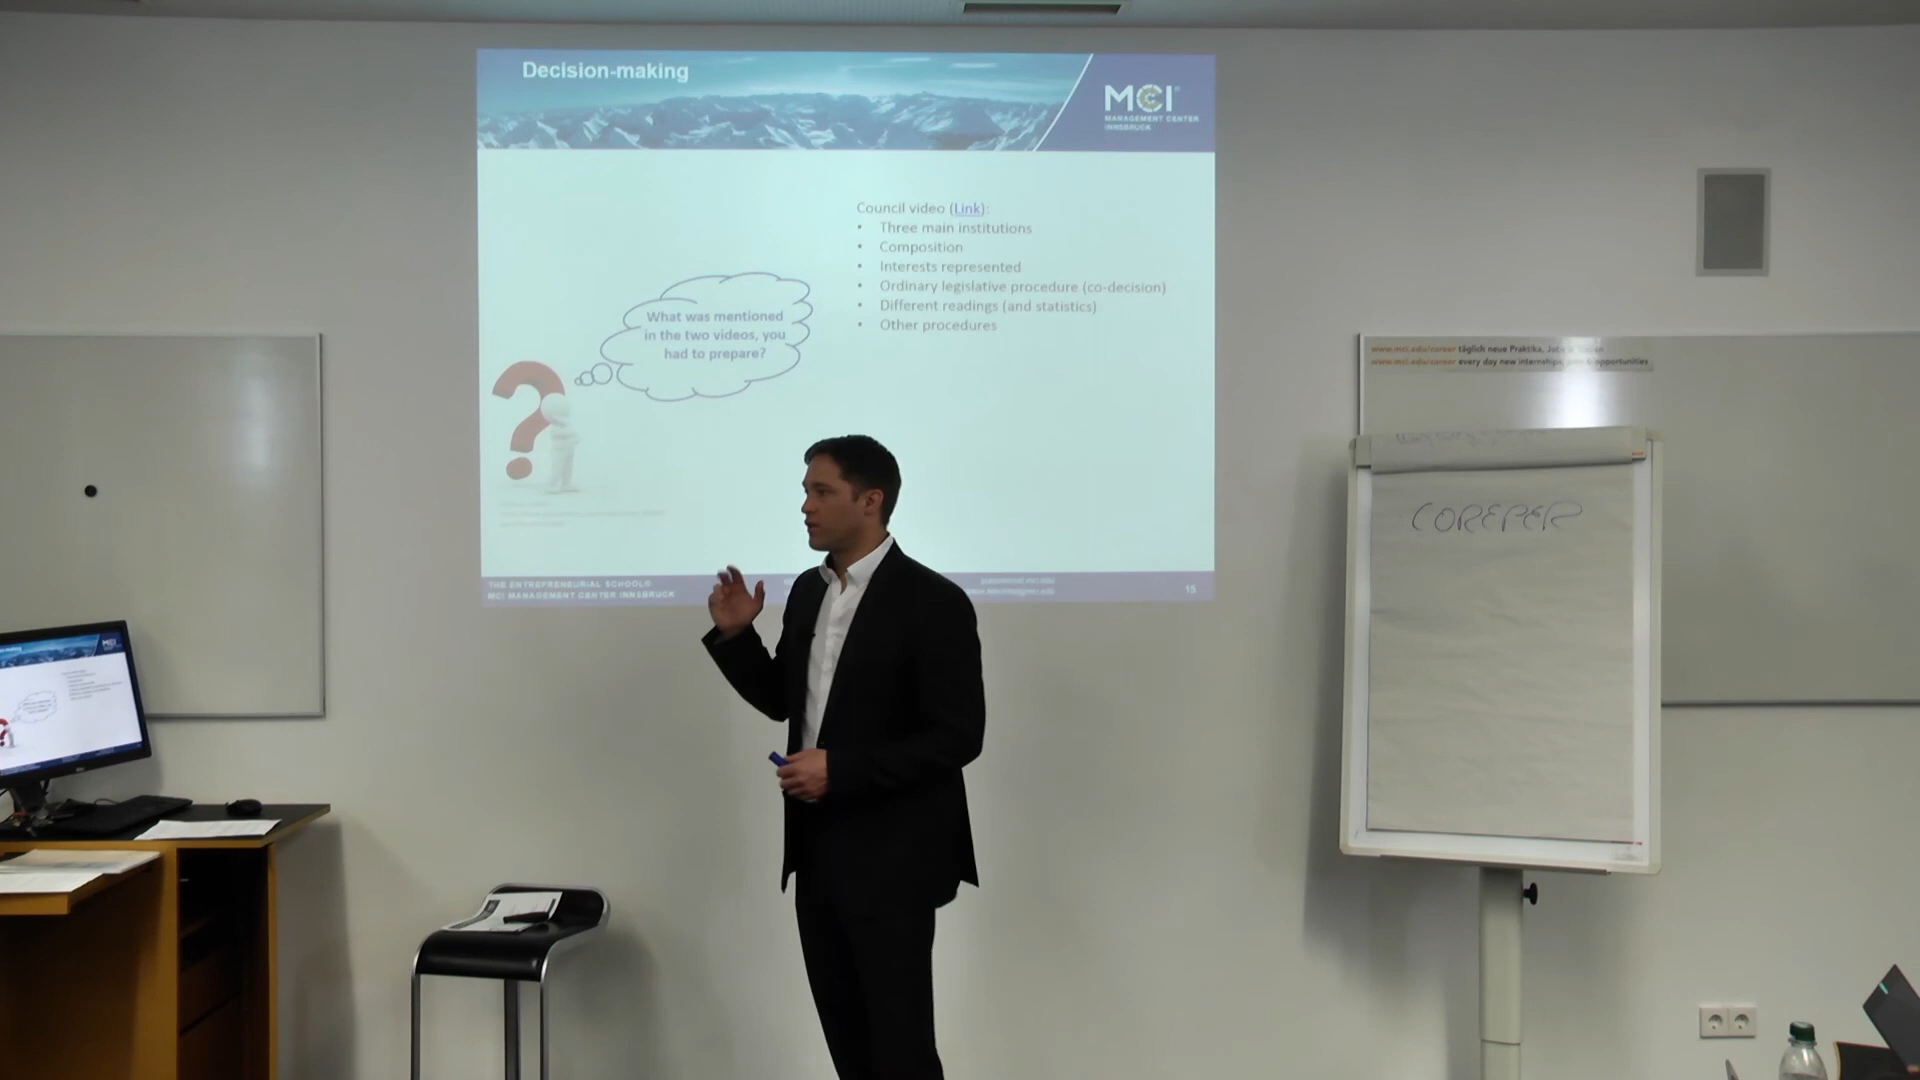 Decision-making
MCI
MANAGEMENT CENTER
INNSBRUCK
Council video (Link):
• Three main institutions
• Composition
• Interests represented
• Ordinary legislative procedure (co-decision)
• Different readings (and statistics)
• Other procedures
What was mentioned
in the two videos, you
had to prepare?
?
THE ENTREPRENEURIAL SCHOOL®
MCI MANAGEMENT CENTER INNSBRUCK
15
www.mci.edu/career täglich neue Praktika,
www.mci.edu/career every day new internships, opportunities
COREPER
MCI